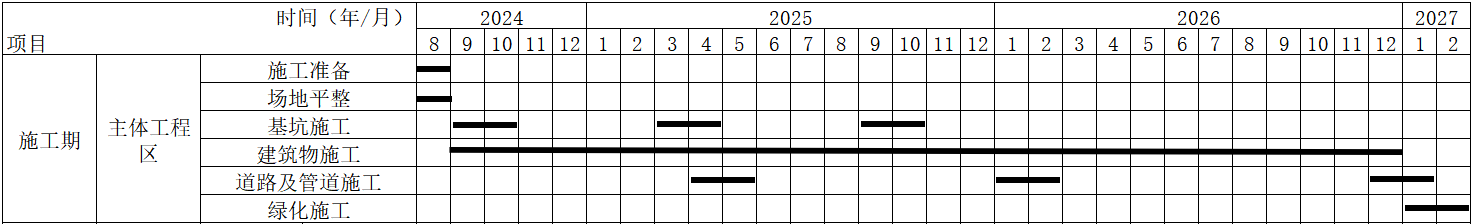 时间（年/月） 2024 2025 2026 2027
项目 8 9 10 11 12 1 2 3 4 5 6 7 8 9 10 11 12 1 2 3 4 5 6 7 8 9 10 11 12 1 2
施工期
主体工程
区
施工准备
场地平整
基坑施工
建筑物施工
道路及管道施工
绿化施工